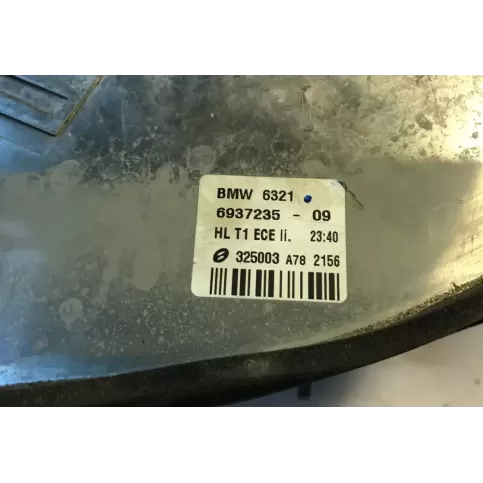 BMW 6321
6937235 - 09
HL T1 ECE li. 23:40
325003 A78 2156